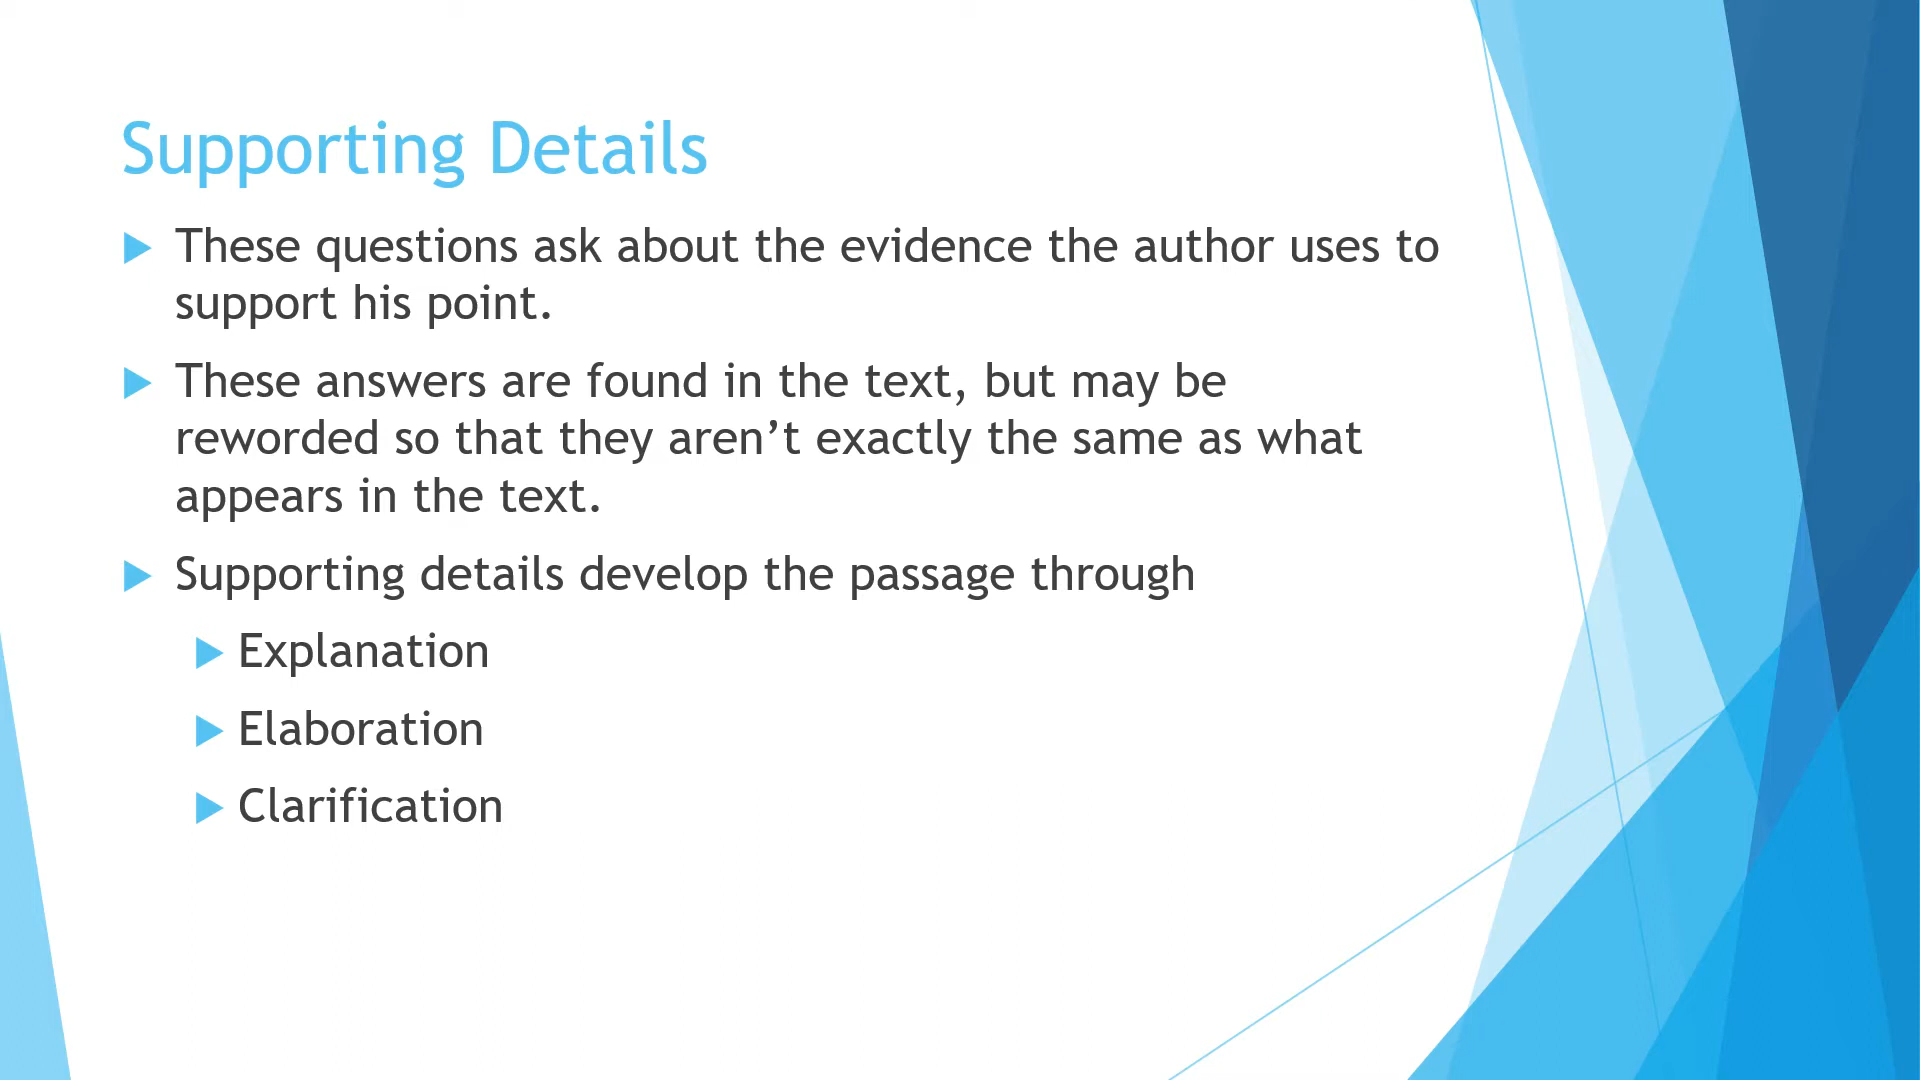 Supporting Details
These questions ask about the evidence the author uses to
support his point.
These answers are found in the text, but may be
reworded so that they aren’t exactly the same as what
appears in the text.
Supporting details develop the passage through
Explanation
Elaboration
Clarification